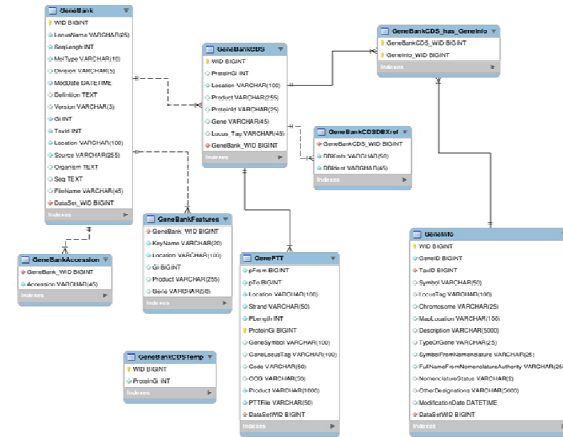 GeneBank
WID BIGINT
LocusName VARCHAR(25)
SeqLength INT
MolType VARCHAR(10)
Division VARCHAR(5)
ModDate DATETIME
Definition TEXT
Version VARCHAR(3)
GI INT
TaxId INT
Location VARCHAR(100)
Source VARCHAR(255)
Organism TEXT
Seq TEXT
FileName VARCHAR(45)
DataSet_WID BIGINT
Indexes
GeneBankAccession
GeneBank_WID BIGINT
Accession VARCHAR(45)
Indexes
GeneBankCDS
WID BIGINT
ProteinGi INT
Location VARCHAR(100)
Product VARCHAR(255)
ProteinId VARCHAR(25)
Gene VARCHAR(45)
Locus_Tag VARCHAR(45)
GeneBank_WID BIGINT
Indexes
GeneBankCDS_has_GeneInfo
GeneBankCDS_WID BIGINT
GeneInfo_WID BIGINT
Indexes
GeneBankCDSDBXref
GeneBankCDS_WID BIGINT
VARCHAR(50)
VARCHAR(45)
Indexes
GeneBankFeatures
GeneBank_WID BIGINT
KeyName VARCHAR(20)
Location VARCHAR(100)
GI BIGINT
Product VARCHAR(255)
Gene VARCHAR(50)
Indexes
GeneBankCDSTemp
WID BIGINT
ProteinGi INT
Indexes
GenePTT
pFrom BIGINT
pTo BIGINT
Location VARCHAR(100)
Strand VARCHAR(50)
PLength INT
ProteinGi BIGINT
GeneSymbol VARCHAR(100)
GeneLocusTag VARCHAR(100)
Code VARCHAR(50)
COG VARCHAR(50)
Product VARCHAR(1000)
PTTFile VARCHAR(50)
DataSetWID BIGINT
Indexes
GeneInfo
WID BIGINT
GeneID BIGINT
TaxID BIGINT
Symbol VARCHAR(50)
LocusTag VARCHAR(100)
Chromosome VARCHAR(25)
MapLocation VARCHAR(100)
Description VARCHAR(5000)
TypeOfGene VARCHAR(25)
SymbolFromNomenclature VARCHAR(25)
FullNameFromNomenclatureAuthority VARCHAR(25
NomenclatureStatus
OtherDesignations VARCHAR(5000)
ModificationDate DATETIME
DataSetWID BIGINT
Indexes